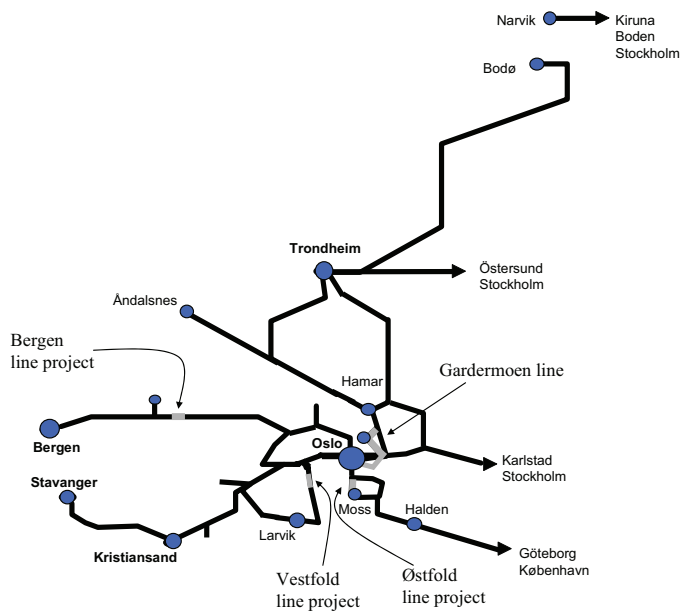 Narvik
Kiruna
Boden
Stockholm
Bodø
Trondheim
Östersund
Stockholm
Åndalsnes
Bergen
line project
Hamar
Gardermoen line
Bergen
Oslo
Karlstad
Stockholm
Stavanger
Moss
Halden
Larvik
Kristiansand
Göteborg
København
Vestfold
line project
Østfold
line project